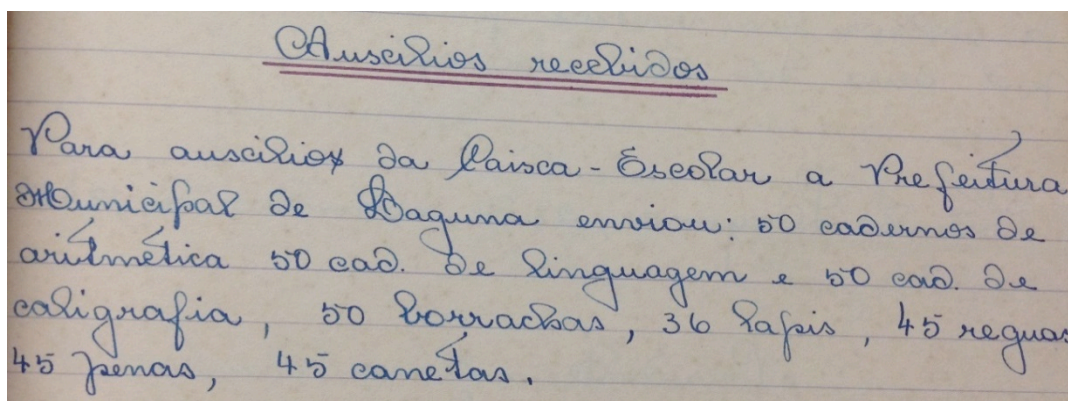 Auxilios recebidos
Para auxilios da Caixa-Escolar a Prefeitura
Municipal de Laguna enviou: 50 cadernos de
aritmética 50 cad. de linguagem e 50 cad. de
caligrafia, 50 borrachas, 36 lapis, 45 reguas
45 penas, 45 canétas.